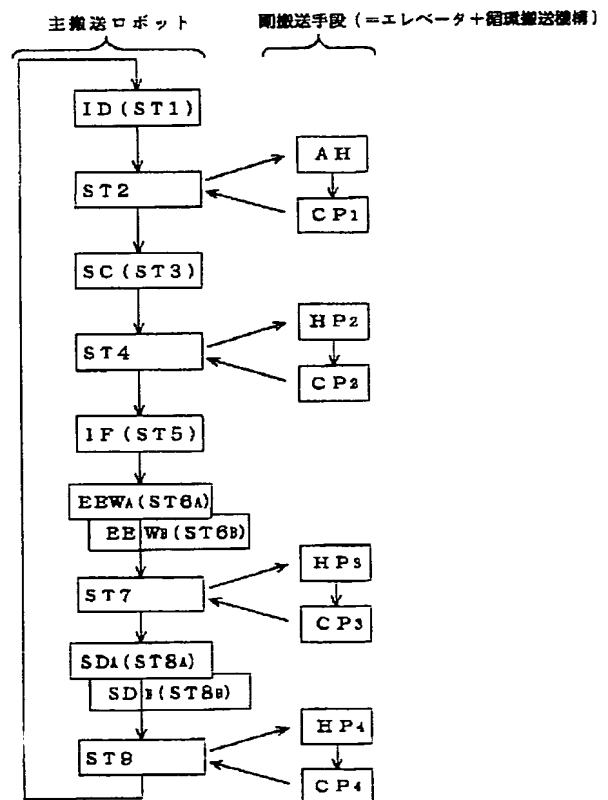 主搬送ロボット
剛搬送手段(=エレベータ+循環搬送機構)
ID(ST1)
AH
ST2
CP1
SC(ST3)
HP2
ST4
CP2
IF(ST5)
EEWA(ST6A)
EEWB(ST6B)
HP3
ST7
CP3
SDA(ST8A)
SDB(ST8B)
HP4
ST9
CP4